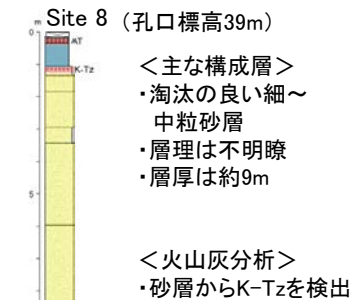 Site 8 (孔口標高39m)
m
0
AT
K-Tz
<主な構成層>
・淘汰の良い細~
中粒砂層
・層理は不明瞭
・層厚は約9m
5
<火山灰分析>
・砂層からK-Tzを検出